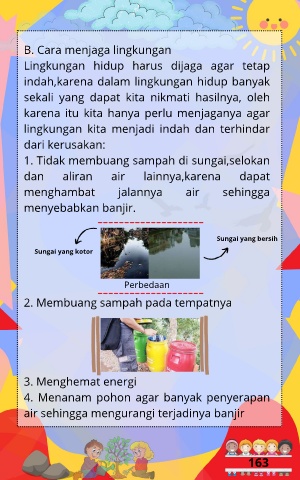 B. Cara menjaga lingkungan
Lingkungan hidup harus dijaga agar tetap
indah,karena dalam lingkungan hidup banyak
sekali yang dapat kita nikmati hasilnya, oleh
karena itu kita hanya perlu menjaganya agar
lingkungan kita menjadi indah dan terhindar
dari kerusakan:
1. Tidak membuang sampah di sungai,selokan
dan aliran air lainnya,karena dapat
menghambat jalannya air sehingga
menyebabkan banjir.
Sungai yang kotor
Sungai yang bersih
Perbedaan
2. Membuang sampah pada tempatnya
3. Menghemat energi
4. Menanam pohon agar banyak penyerapan
air sehingga mengurangi terjadinya banjir
163